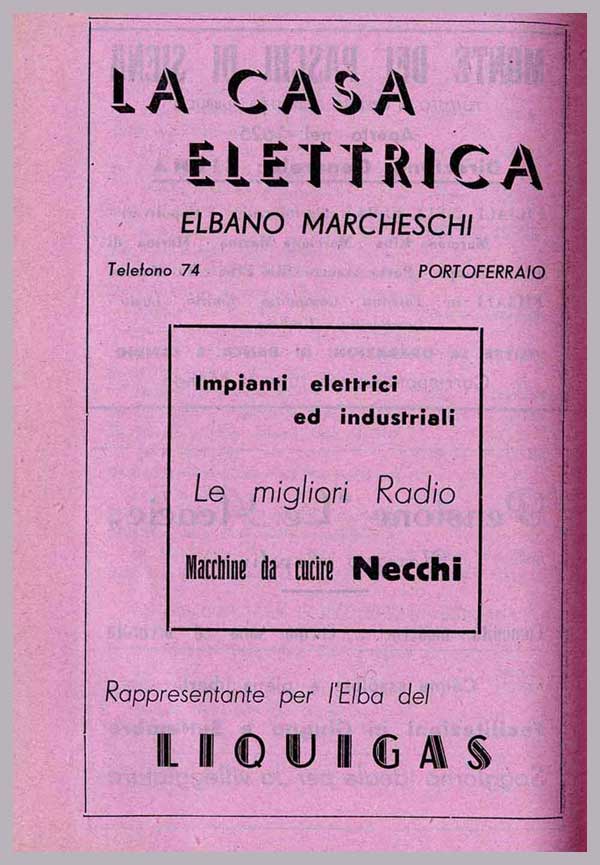 LA CASA
ELETTRICA
ELBANO MARCHESCHI
Telefono 74 PORTOFERRAIO
Impianti elettrici
ed industriali
Le migliori Radio
Macchine da cucire Necchi
Rappresentante per l'Elba del
LIQUIGAS